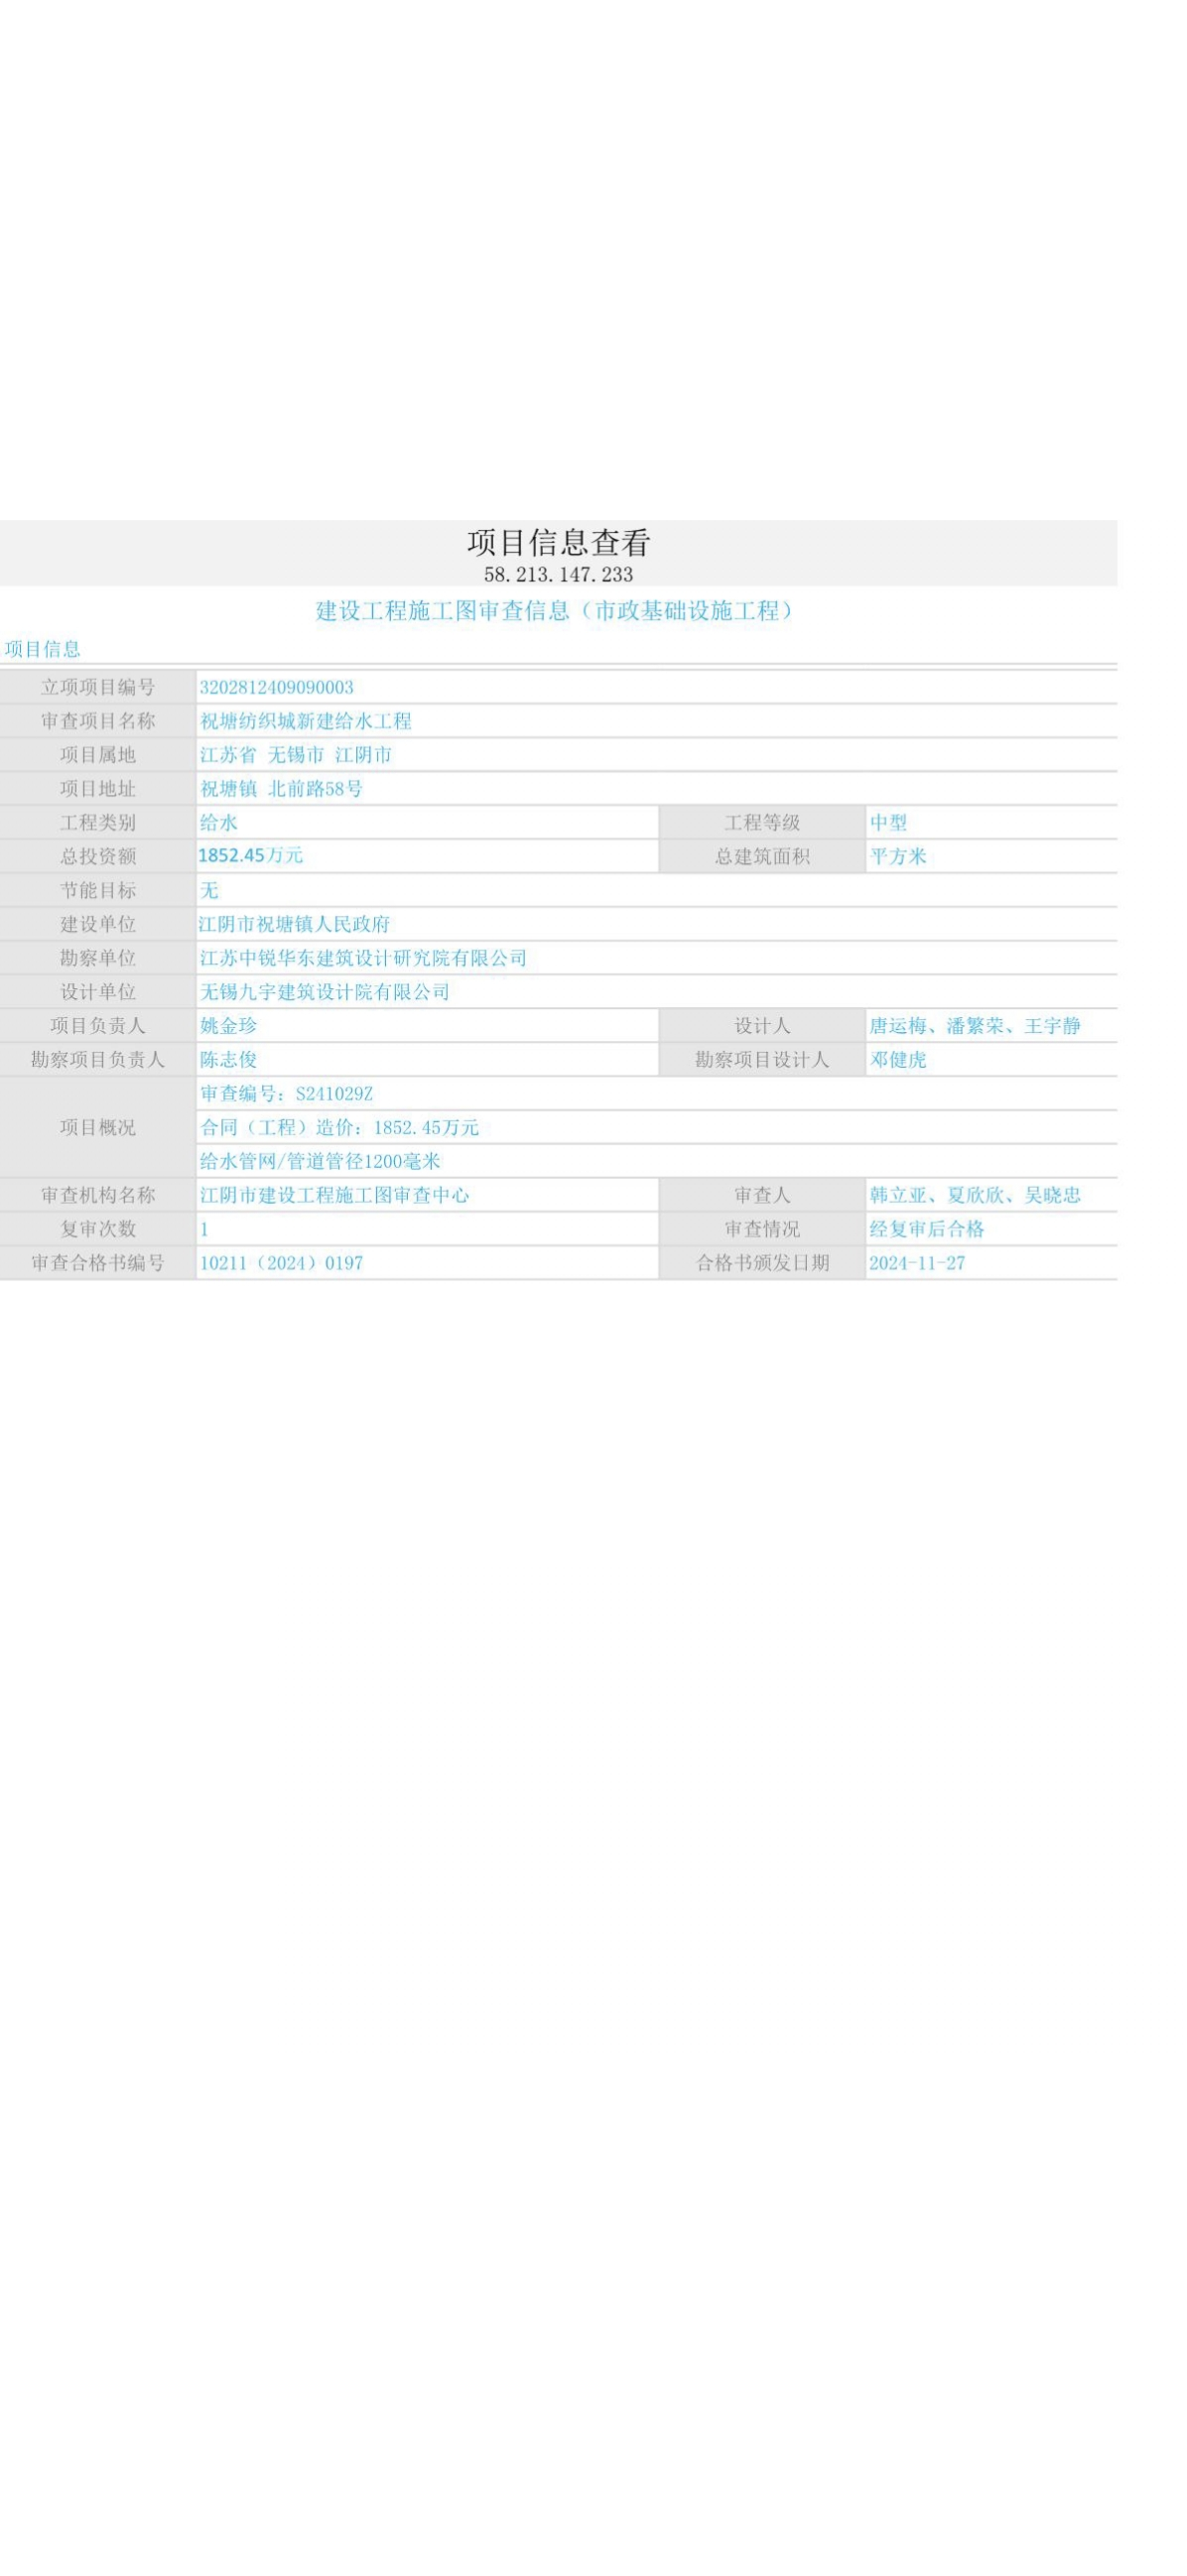 项目信息查看
58.213.147.233
建设工程施工图审查信息（市政基础设施工程）
项目信息
立项项目编号 3202812409090003
审查项目名称 祝塘纺织城新建给水工程
项目属地 江苏省 无锡市 江阴市
项目地址 祝塘镇 北前路58号
工程类别 给水 工程等级 中型
总投资额 1852.45万元 总建筑面积 平方米
节能目标 无
建设单位 江阴市祝塘镇人民政府
勘察单位 江苏中锐华东建筑设计研究院有限公司
设计单位 无锡九宇建筑设计院有限公司
项目负责人 姚金珍 设计人 唐运梅、潘繁荣、王宇静
勘察项目负责人 陈志俊 勘察项目设计人 邓健虎
审查编号：S241029Z
项目概况 合同（工程）造价：1852.45万元
给水管网/管道管径1200毫米
审查机构名称 江阴市建设工程施工图审查中心 审查人 韩立亚、夏欣欣、吴晓忠
复审次数 1 审查情况 经复审后合格
审查合格书编号 10211（2024）0197 合格书颁发日期 2024-11-27